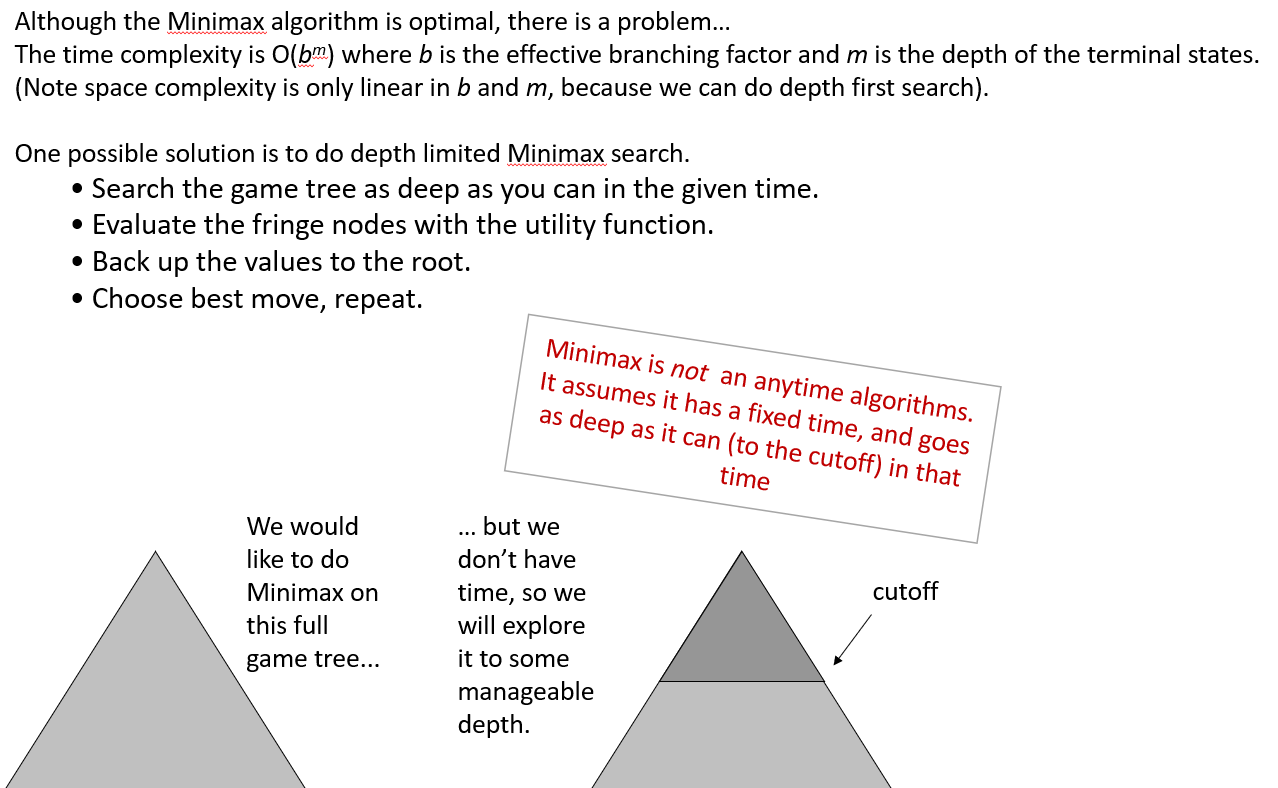 Although the Minimax algorithm is optimal, there is a problem…
The time complexity is O(bᵐ) where b is the effective branching factor and m is the depth of the terminal states.
(Note space complexity is only linear in b and m, because we can do depth first search).
One possible solution is to do depth limited Minimax search.
• Search the game tree as deep as you can in the given time.
• Evaluate the fringe nodes with the utility function.
• Back up the values to the root.
• Choose best move, repeat.
Minimax is not an anytime algorithms.
It assumes it has a fixed time, and goes
as deep as it can (to the cutoff) in that
time
We would
like to do
Minimax on
this full
game tree...
… but we
don’t have
time, so we
will explore
it to some
manageable
depth.
cutoff